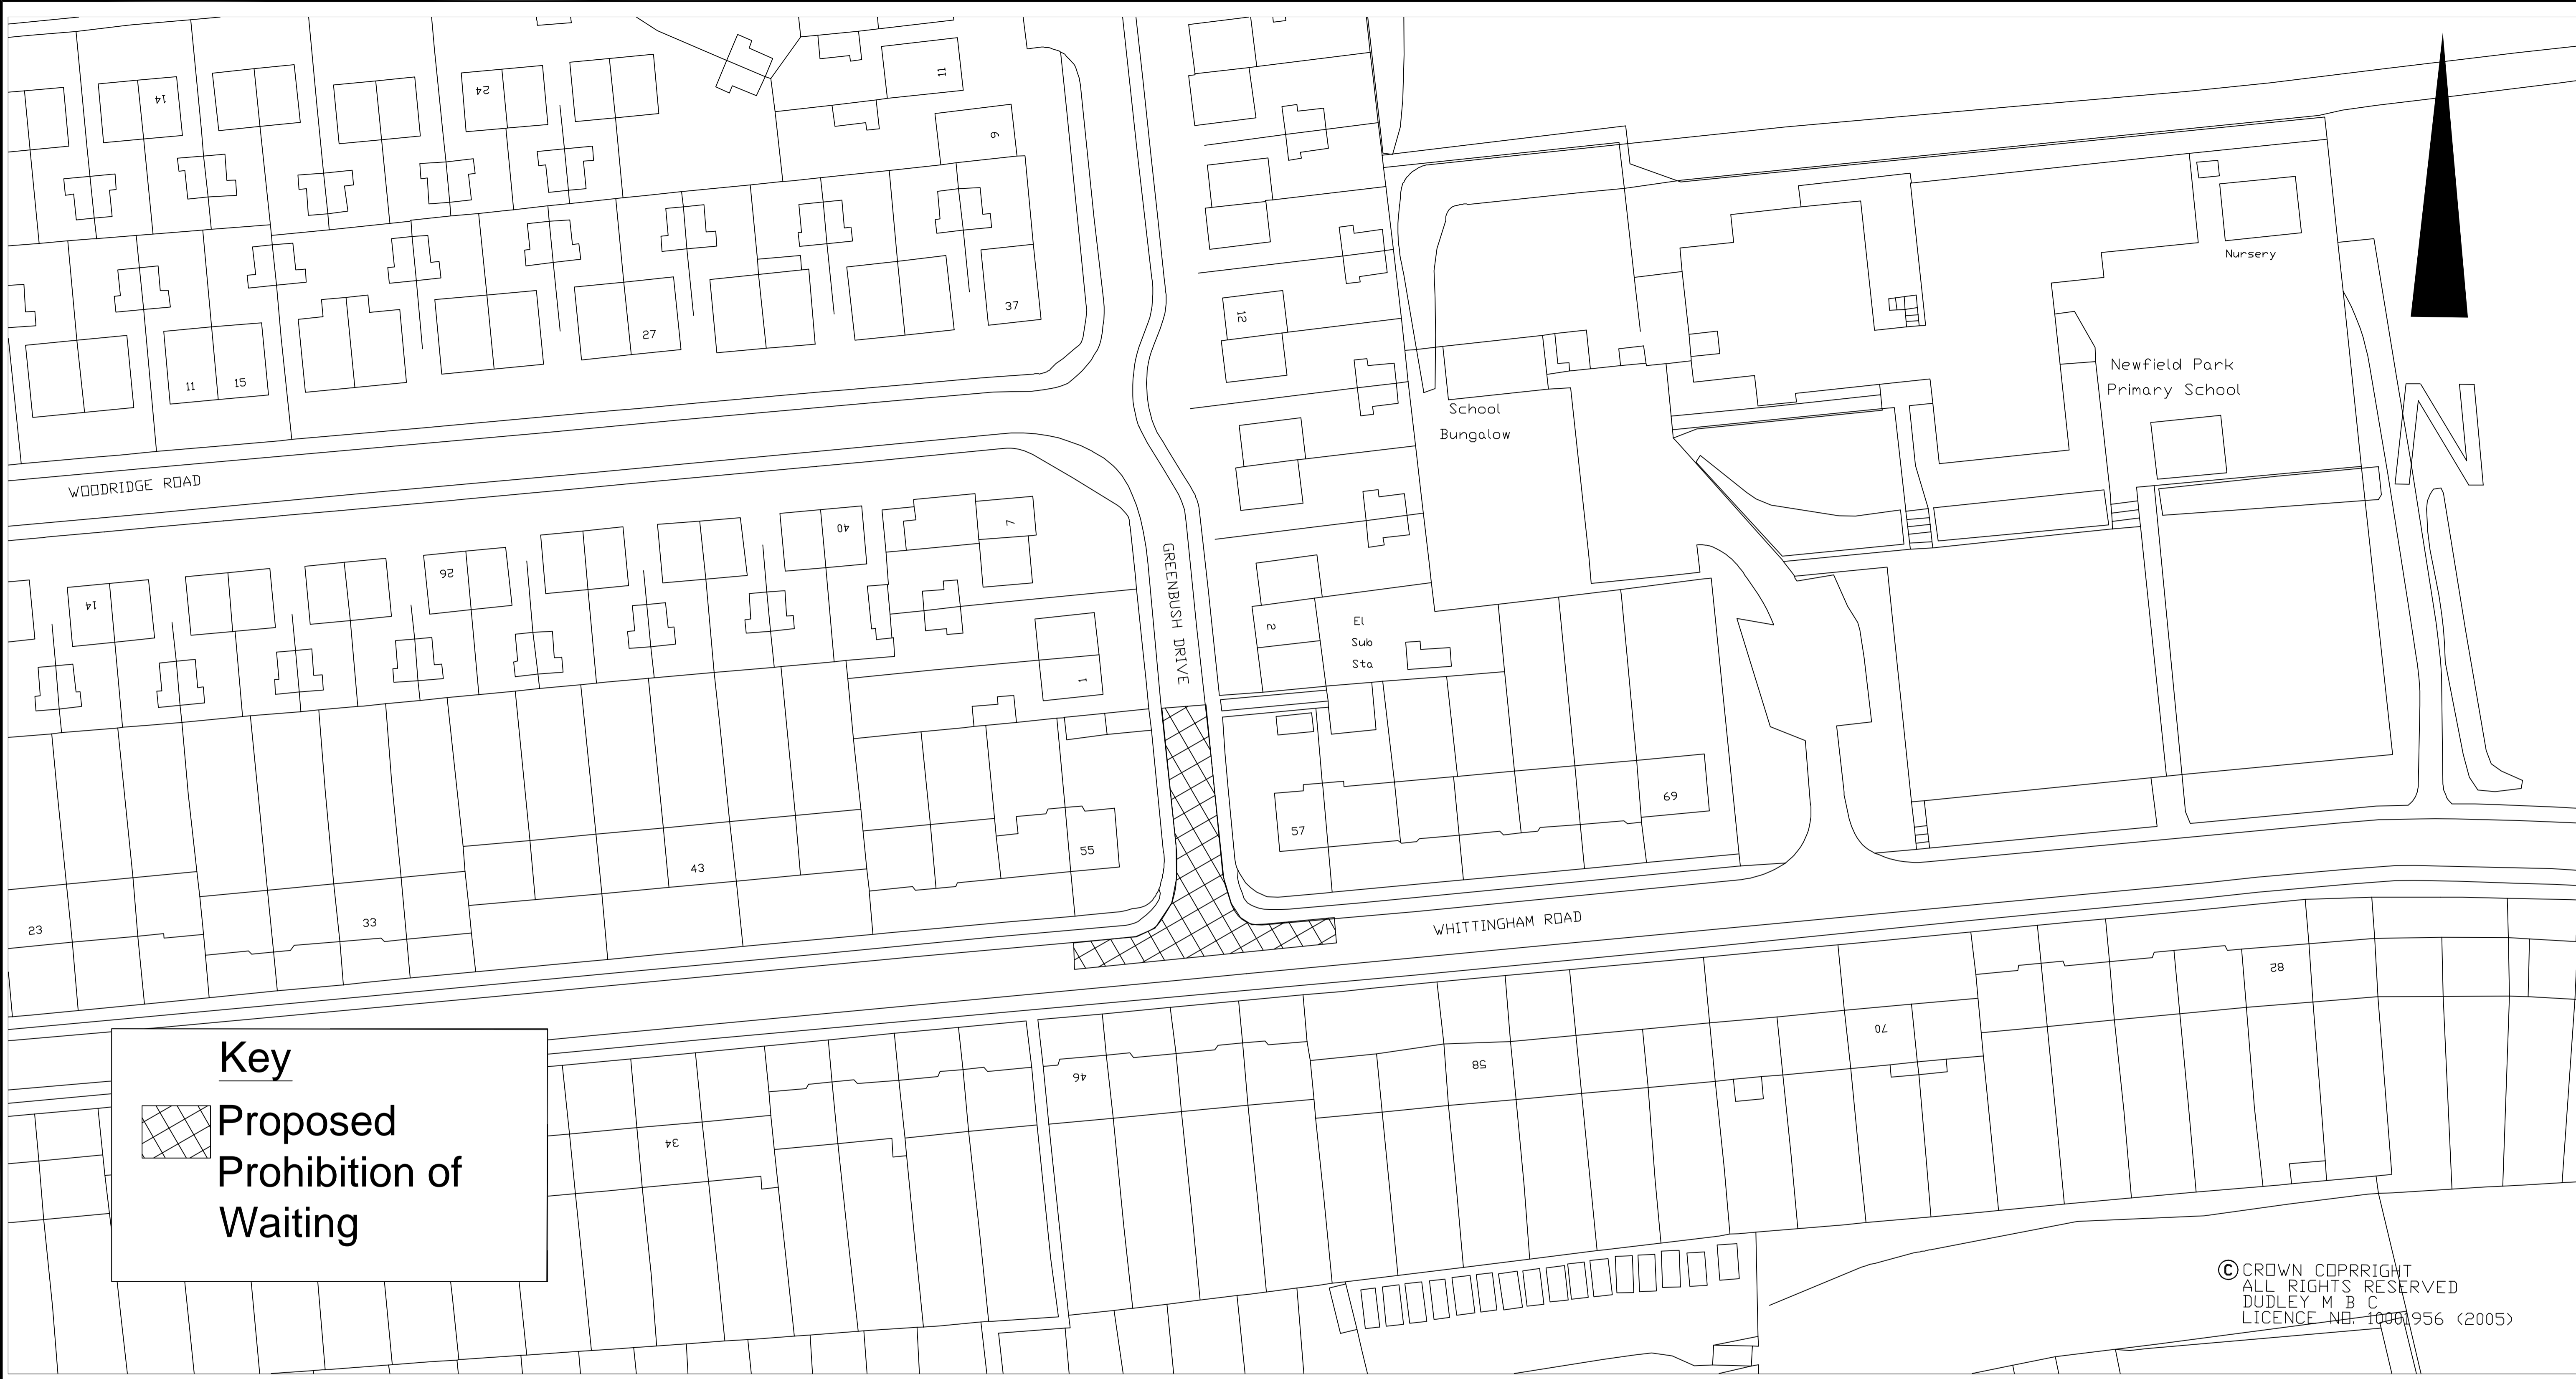 14
24
11
9
37
27
11
15
12
N
Nursery
Newfield Park
Primary School
School
Bungalow
WOODRIDGE ROAD
GREENBUSH DRIVE
14
26
40
7
1
2
El
Sub
Sta
23
33
43
55
57
69
WHITTINGHAM ROAD
34
46
58
70
82
Key
Proposed
Prohibition of
Waiting
© CROWN COPRRIGHT
ALL RIGHTS RESERVED
DUDLEY M B C
LICENCE NO. 10001956 (2005)